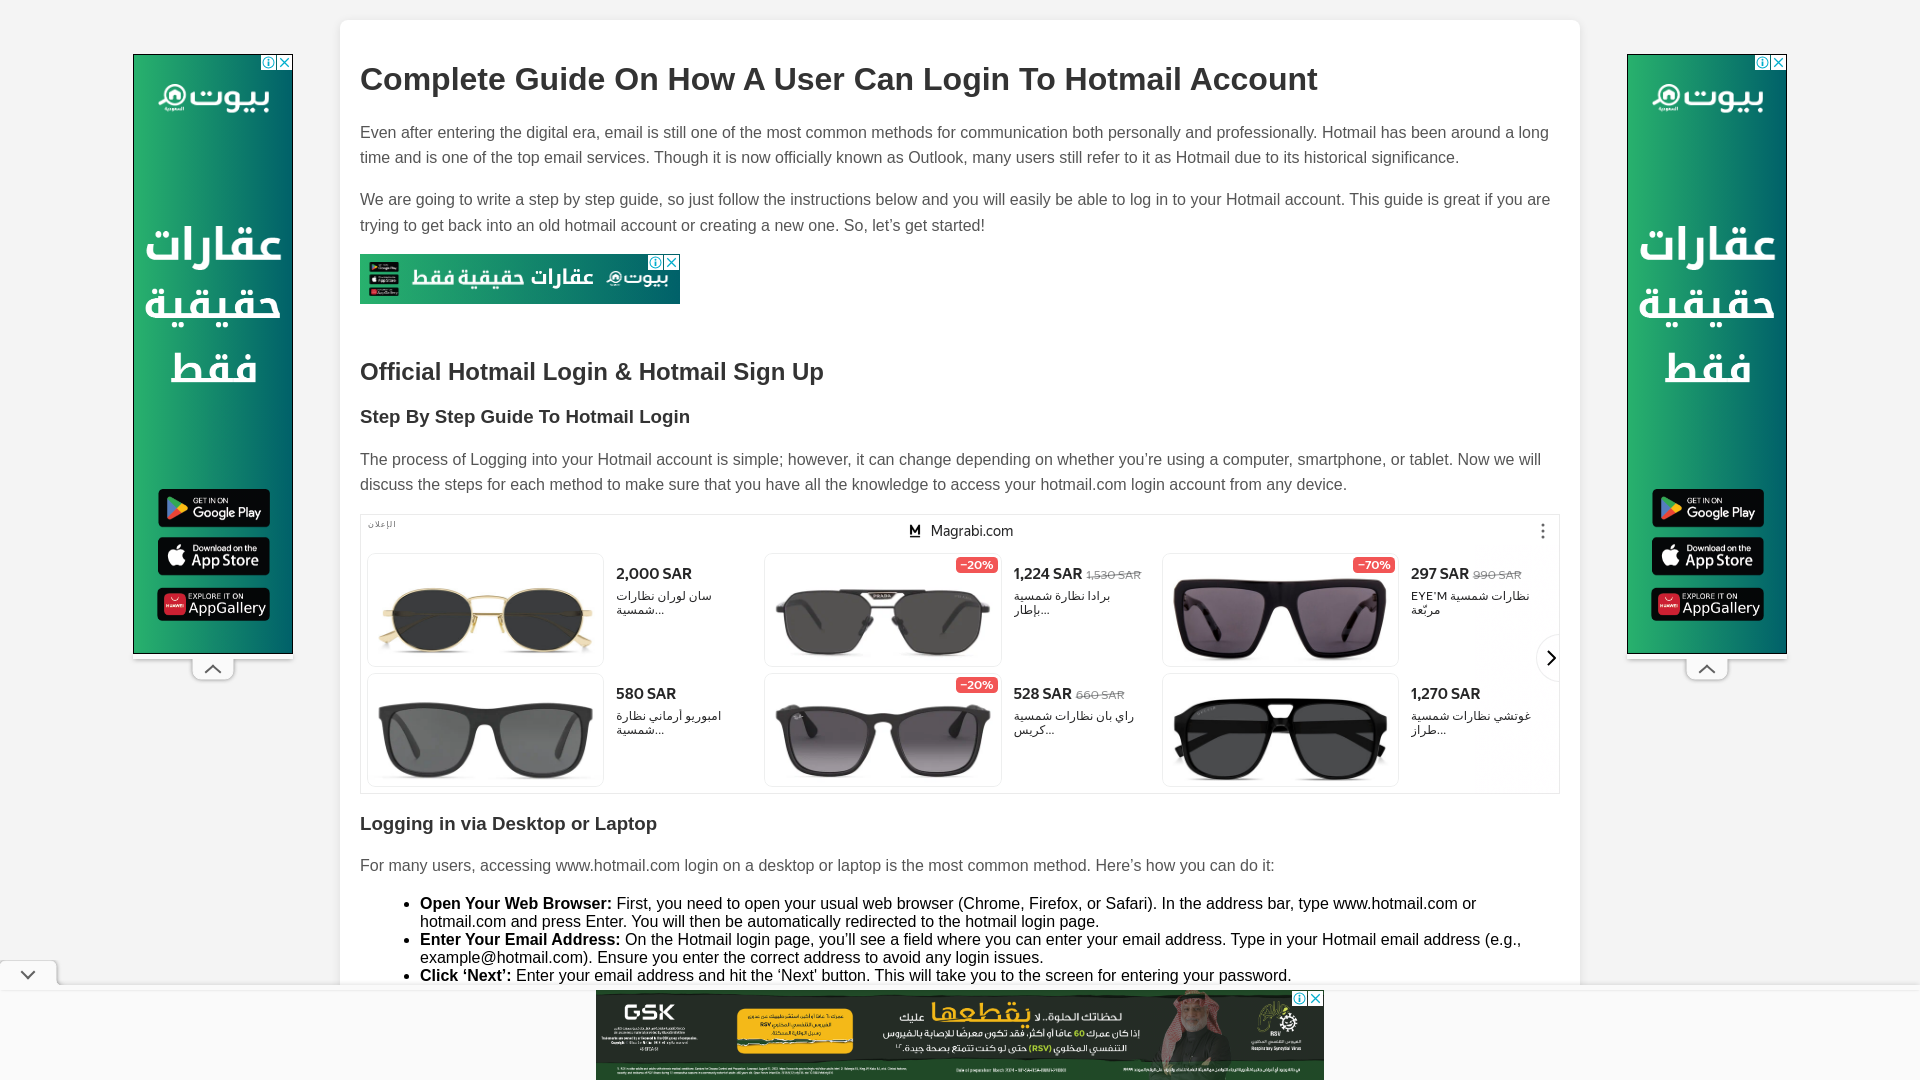 Complete Guide On How A User Can Login To Hotmail Account
Even after entering the digital era, email is still one of the most common methods for communication both personally and professionally. Hotmail has been around a long
time and is one of the top email services. Though it is now officially known as Outlook, many users still refer to it as Hotmail due to its historical significance.
We are going to write a step by step guide, so just follow the instructions below and you will easily be able to log in to your Hotmail account. This guide is great if you are
trying to get back into an old hotmail account or creating a new one. So, let’s get started!
بيوت
السعودية
عقارات
حقيقية
فقط
GET IN ON
Google Play
Download on the
App Store
HUAWEI
EXPLORE IT ON
AppGallery
بيوت عقارات حقيقية فقط
Official Hotmail Login & Hotmail Sign Up
Step By Step Guide To Hotmail Login
The process of Logging into your Hotmail account is simple; however, it can change depending on whether you’re using a computer, smartphone, or tablet. Now we will
discuss the steps for each method to make sure that you have all the knowledge to access your hotmail.com login account from any device.
الإعلان
M Magrabi.com
2,000 SAR
سان لوران نظارات
شمسية...
−20%
PRADA
1,224 SAR 1,530 SAR
برادا نظارة شمسية
بإطار...
−70%
297 SAR 990 SAR
EYE'M نظارات شمسية
مربّعة
580 SAR
امبوريو أرماني نظارة
شمسية...
−20%
528 SAR 660 SAR
راي بان نظارات شمسية
كريس...
1,270 SAR
غوتشي نظارات شمسية
طراز...
Logging in via Desktop or Laptop
For many users, accessing www.hotmail.com login on a desktop or laptop is the most common method. Here’s how you can do it:
Open Your Web Browser: First, you need to open your usual web browser (Chrome, Firefox, or Safari). In the address bar, type www.hotmail.com or
hotmail.com and press Enter. You will then be automatically redirected to the hotmail login page.
Enter Your Email Address: On the Hotmail login page, you’ll see a field where you can enter your email address. Type in your Hotmail email address (e.g.,
example@hotmail.com). Ensure you enter the correct address to avoid any login issues.
Click ‘Next’: Enter your email address and hit the ‘Next' button. This will take you to the screen for entering your password.
بيوت
السعودية
عقارات
حقيقية
فقط
GET IN ON
Google Play
Download on the
App Store
HUAWEI
EXPLORE IT ON
AppGallery
GSK
لحظاتك الحلوة.. لا يقطعها عليك
إذا كان عمرك 60 عامًا أو أكثر، فقد تكون معرضًا للإصابة بالفيروس
التنفسي المخلوي (RSV) حتى لو كنت تتمتع بصحة جيدة.
RSV
الفيروس التنفسي المخلوي
Respiratory Syncytial Virus